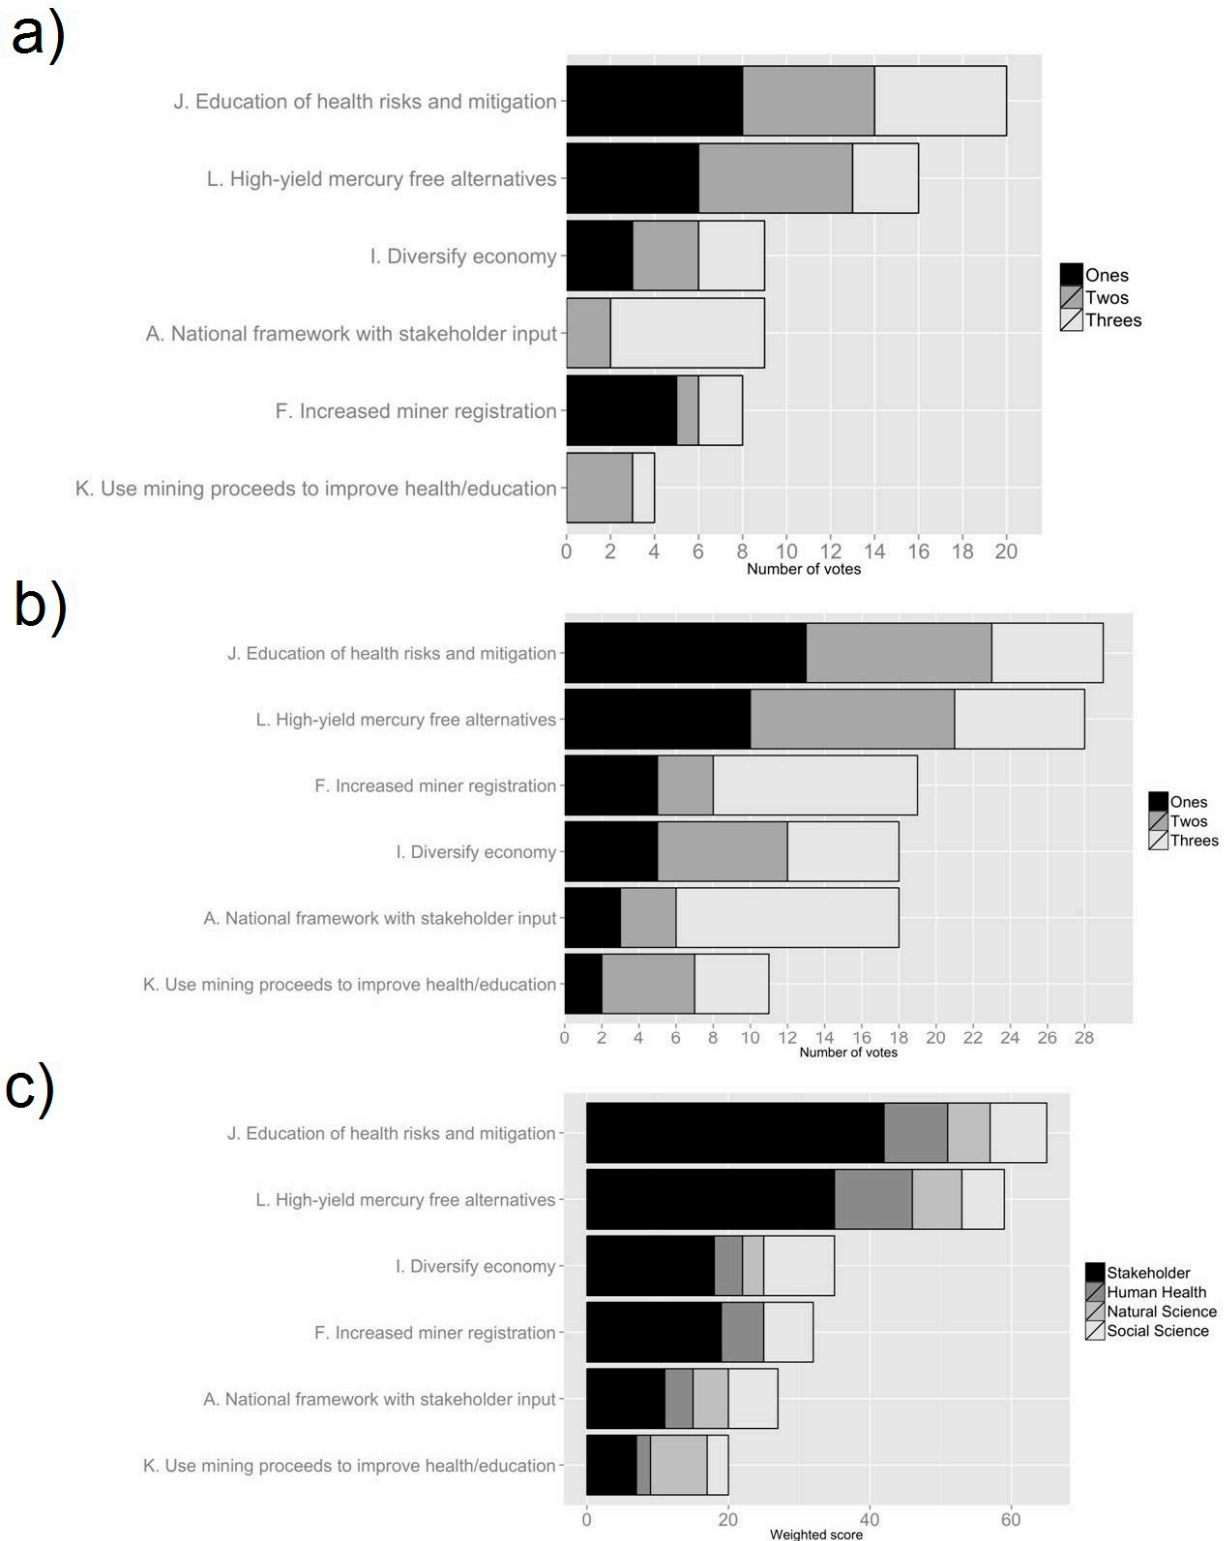 a)
J. Education of health risks and mitigation
L. High-yield mercury free alternatives
I. Diversify economy
A. National framework with stakeholder input
F. Increased miner registration
K. Use mining proceeds to improve health/education
0 2 4 6 8 10 12 14 16 18 20
Number of votes
Ones
Twos
Threes
b)
J. Education of health risks and mitigation
L. High-yield mercury free alternatives
F. Increased miner registration
I. Diversify economy
A. National framework with stakeholder input
K. Use mining proceeds to improve health/education
0 2 4 6 8 10 12 14 16 18 20 22 24 26 28
Number of votes
Ones
Twos
Threes
c)
J. Education of health risks and mitigation
L. High-yield mercury free alternatives
I. Diversify economy
F. Increased miner registration
A. National framework with stakeholder input
K. Use mining proceeds to improve health/education
0 20 40 60
Weighted score
Stakeholder
Human Health
Natural Science
Social Science